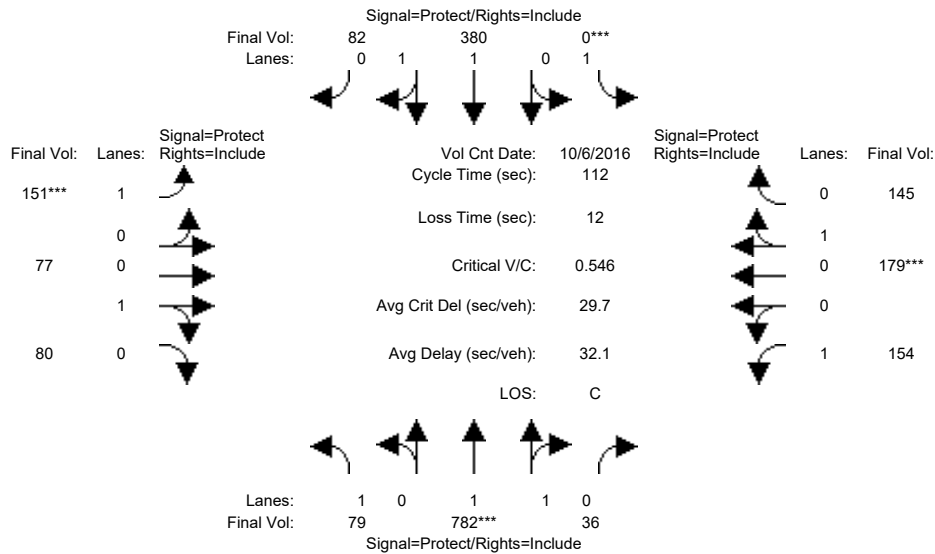 Signal=Protect/Rights=Include
Final Vol: 82 380 0***
Lanes: 0 1 1 0 1
Signal=Protect
Final Vol: Lanes: Rights=Include
Vol Cnt Date: 10/6/2016
Signal=Protect
Rights=Include Lanes: Final Vol:
Cycle Time (sec): 112
151*** 1
0 145
Loss Time (sec): 12
0
1
77 0
Critical V/C: 0.546
0 179***
1
Avg Crit Del (sec/veh): 29.7
0
80 0
Avg Delay (sec/veh): 32.1
1 154
LOS: C
Lanes: 1 0 1 1 0
Final Vol: 79 782*** 36
Signal=Protect/Rights=Include